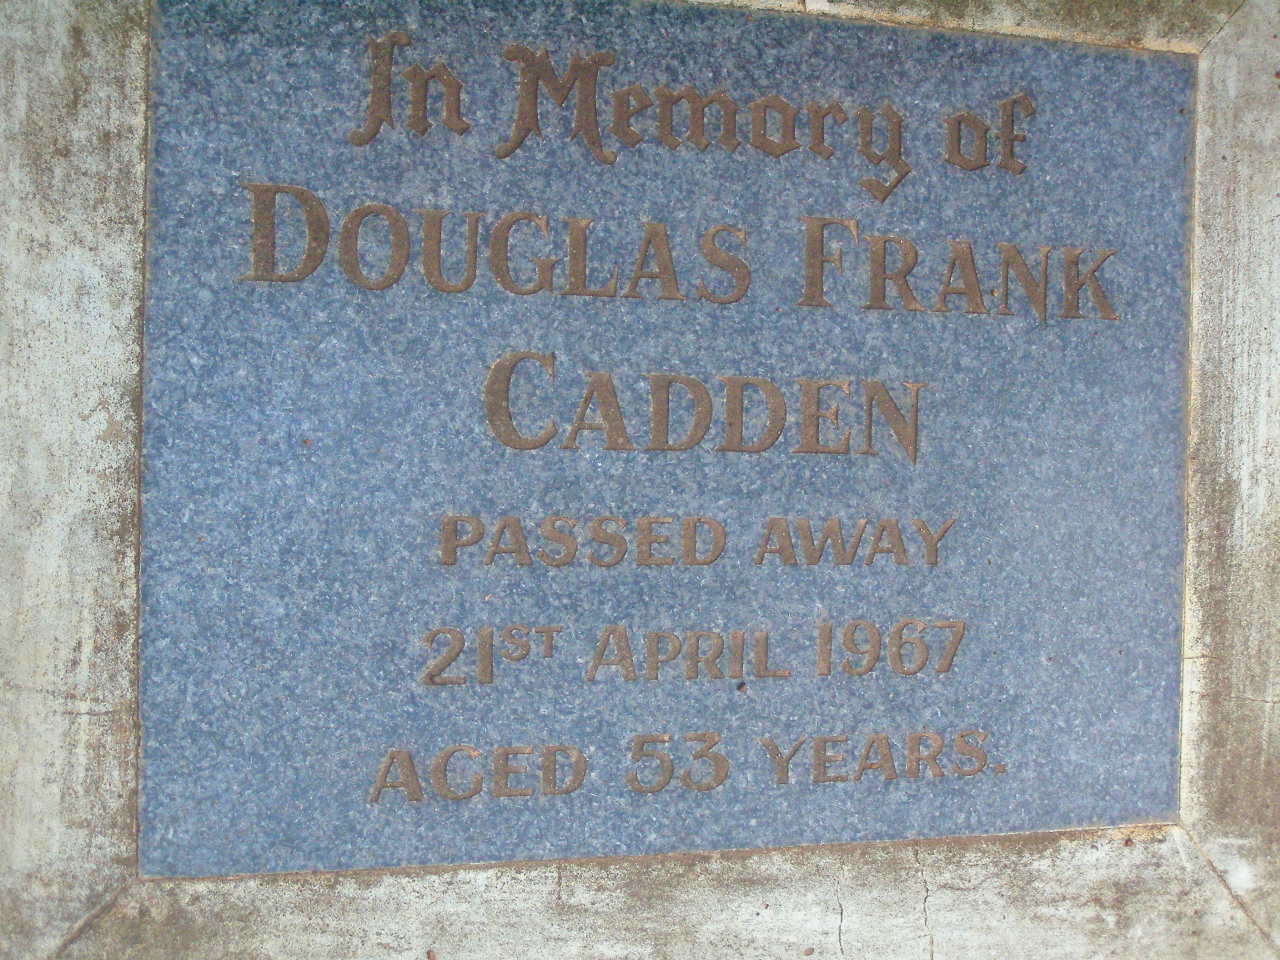 In Memory of
DOUGLAS FRANK
CADDEN
PASSED AWAY
21ST APRIL 1967
AGED 53 YEARS.